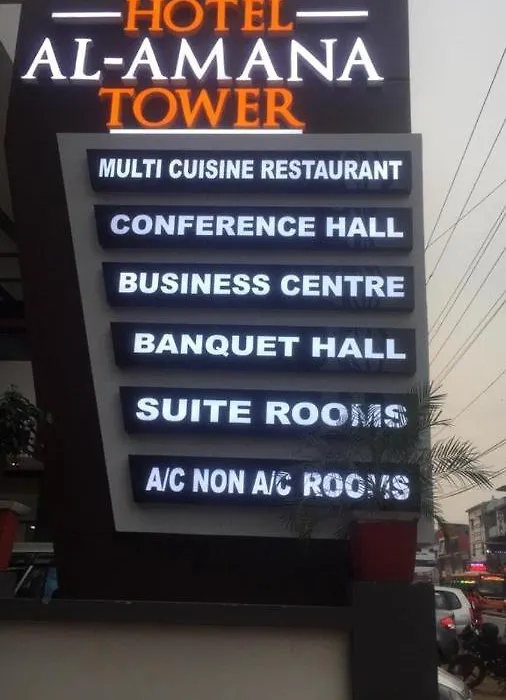 HOTEL
AL-AMANA
TOWER
MULTI CUISINE RESTAURANT
CONFERENCE HALL
BUSINESS CENTRE
BANQUET HALL
SUITE ROOMS
A/C NON A/C ROOMS